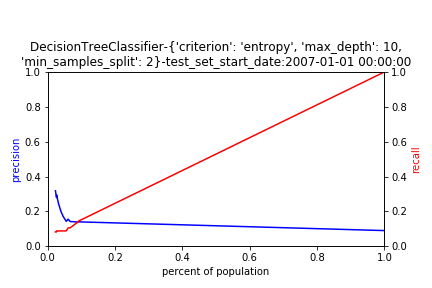 DecisionTreeClassifier-{'criterion': 'entropy', 'max_depth': 10,
'min_samples_split': 2}-test_set_start_date:2007-01-01 00:00:00
1.0
0.8
0.6
0.4
0.2
0.0
precision
1.0
0.8
0.6
0.4
0.2
0.0
recall
0.0 0.2 0.4 0.6 0.8 1.0
percent of population